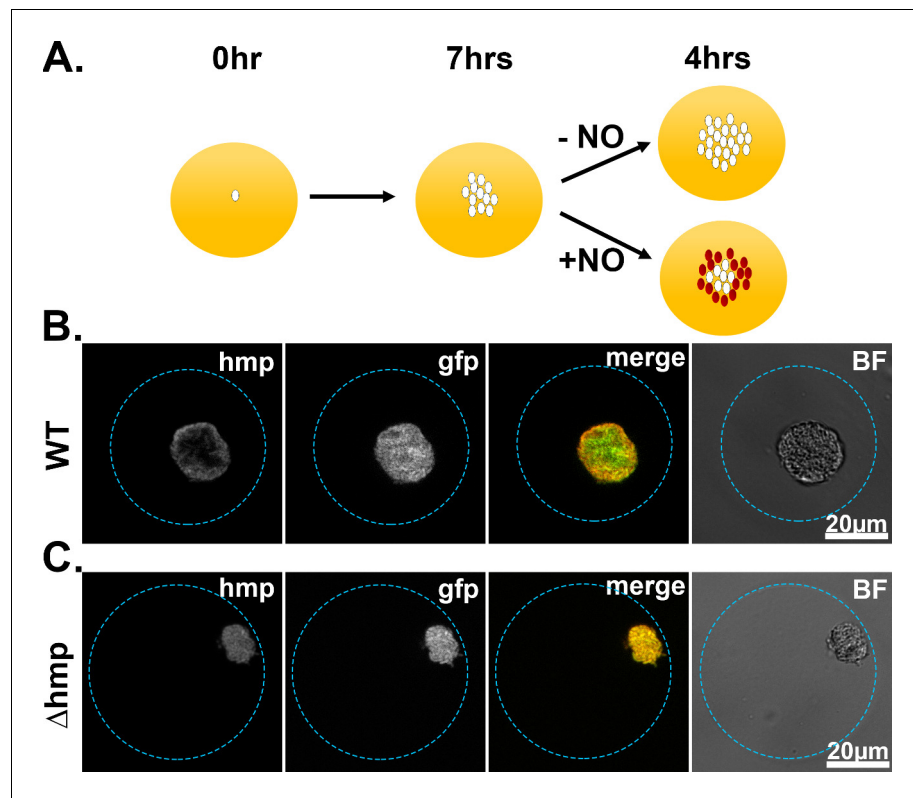 A.
0hr 7hrs 4hrs
- NO
+NO
B.
WT
hmp gfp merge BF
20µm
C.
Δhmp
hmp gfp merge BF
20µm